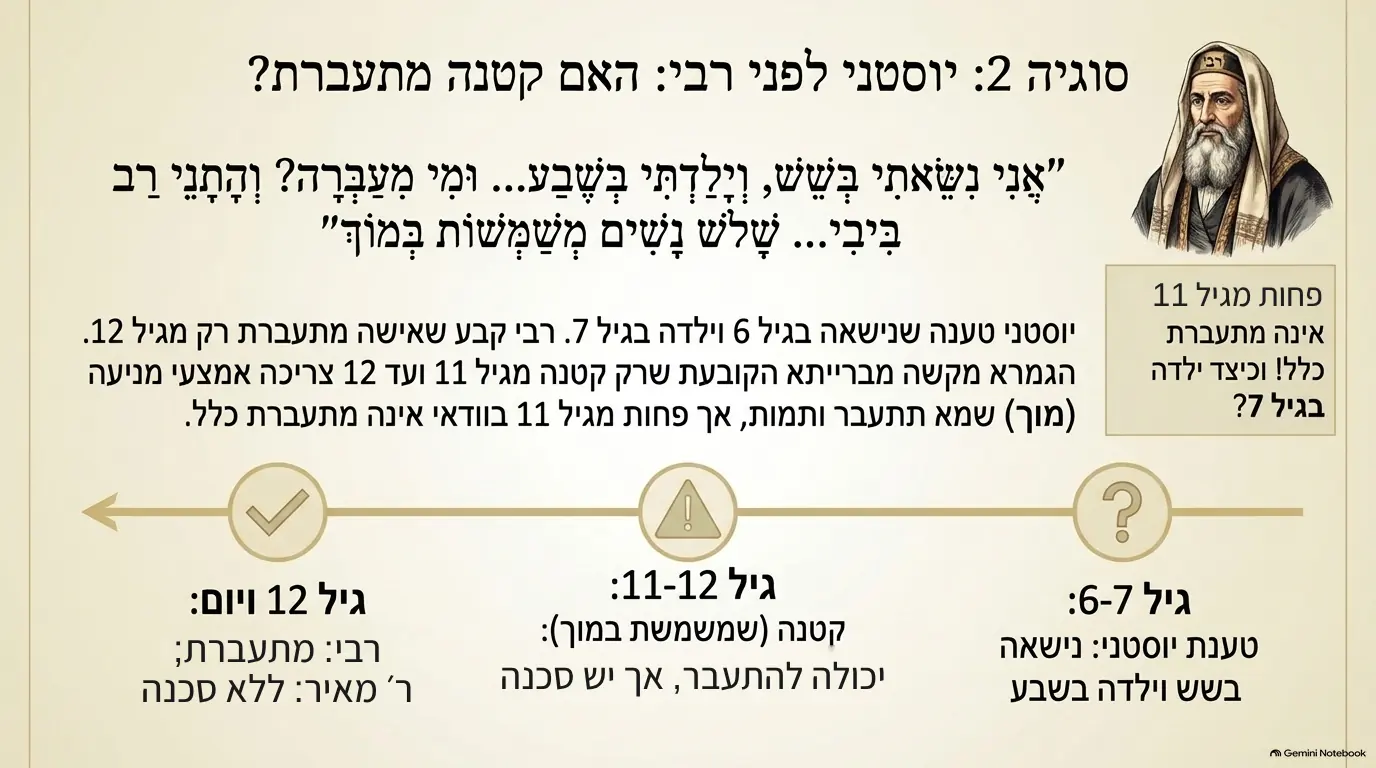 סוגיה 2: יוסטני לפני רבי: האם קטנה מתעברת?
רבי
"אֲנִי נִשֵּׂאתִי בְּשֵׁשׁ, וְיָלַדְתִּי בְּשֶׁבַע... וּמִי מִעַבְּרָה? וְהָתָנֵי רַב
בִּיבִי... שָׁלֹשׁ נָשִׁים מְשַׁמְּשׁוֹת בְּמוֹךְ"
פחות מגיל 11
אינה מתעברת
כלל! וכיצד ילדה
בגיל 7?
יוסטני טענה שנישאה בגיל 6 וילדה בגיל 7. רבי קבע שאישה מתעברת רק מגיל 12.
הגמרא מקשה מברייתא הקובעת שרק קטנה מגיל 11 ועד 12 צריכה אמצעי מניעה
(מוך) שמא תתעבר ותמות, אך פחות מגיל 11 בוודאי אינה מתעברת כלל.
גיל 6-7:
טענת יוסטני: נישאה
בשש וילדה בשבע
גיל 11-12:
קטנה (שמשמשת במוך):
יכולה להתעבר, אך יש סכנה
גיל 12 ויום:
רבי: מתעברת;
ר׳ מאיר: ללא סכנה
Gemini Notebook